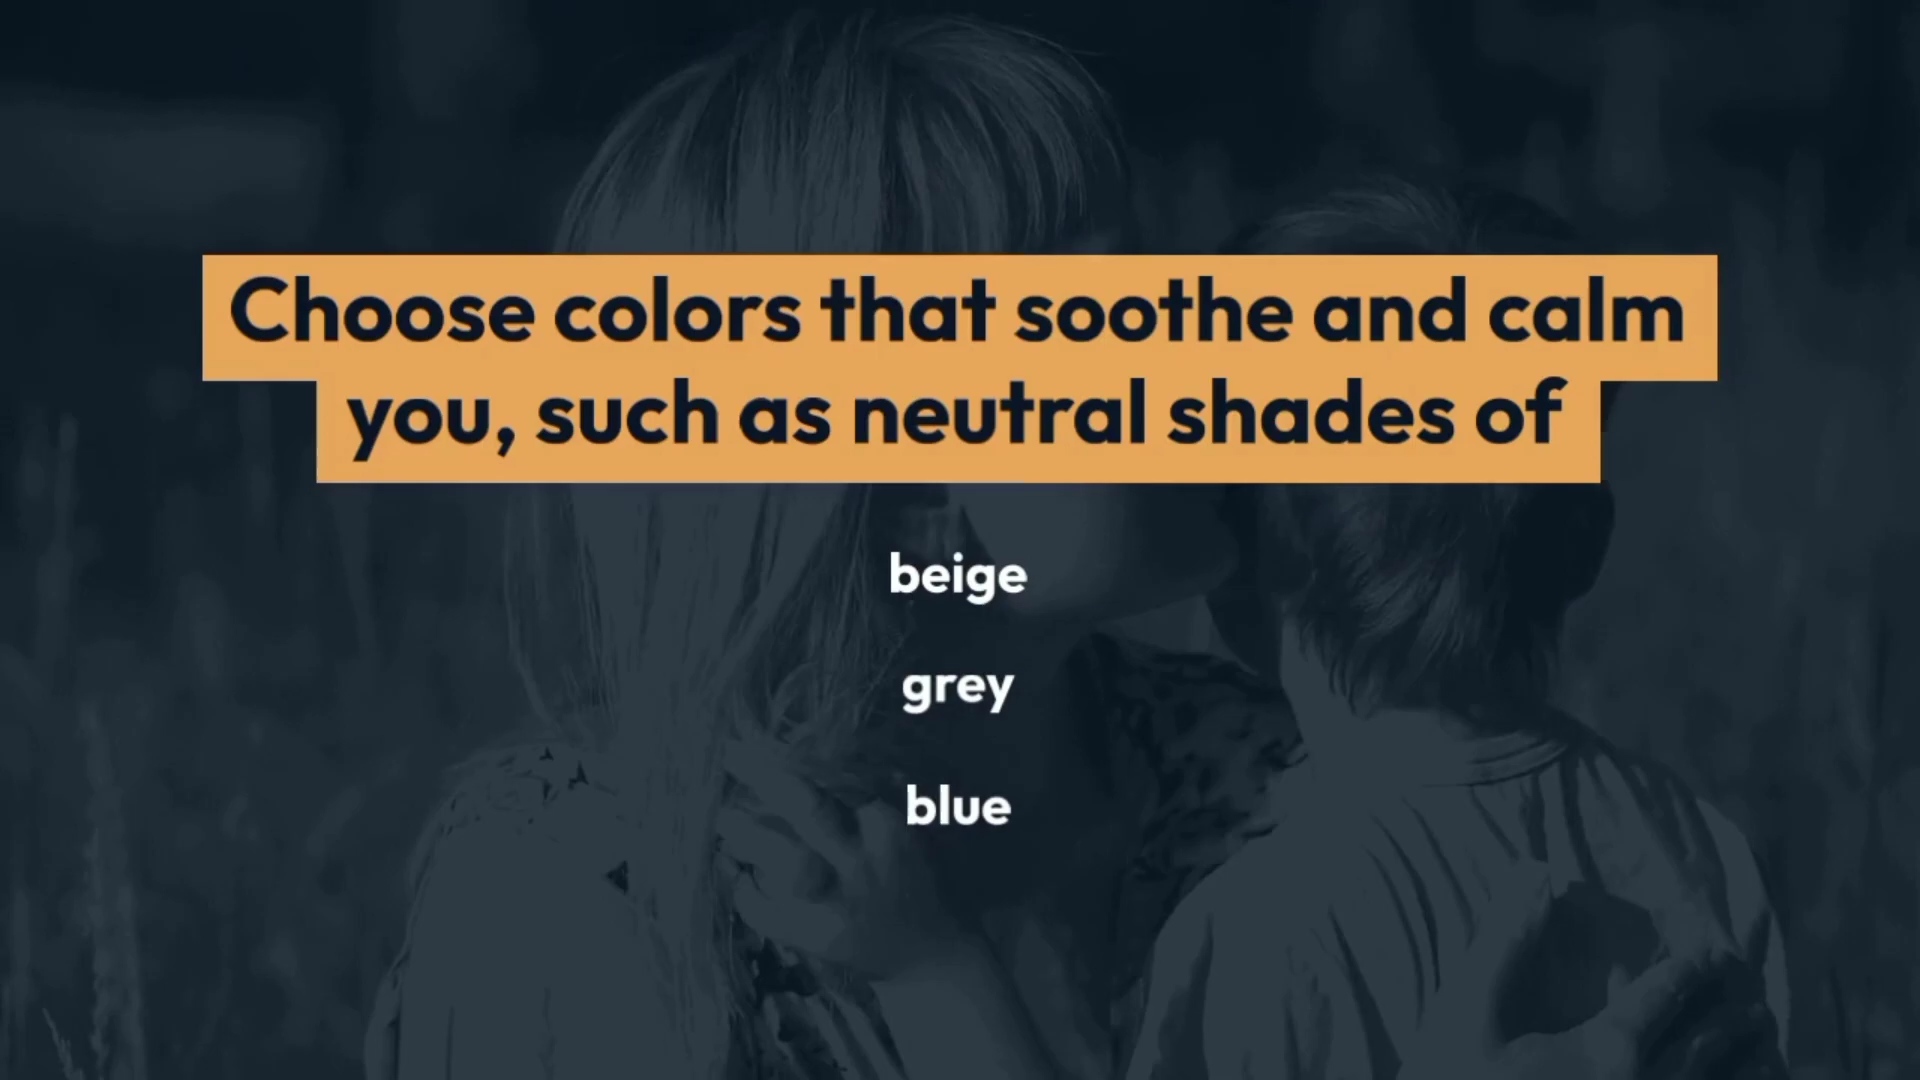 Choose colors that soothe and calm
you, such as neutral shades of
beige
grey
blue